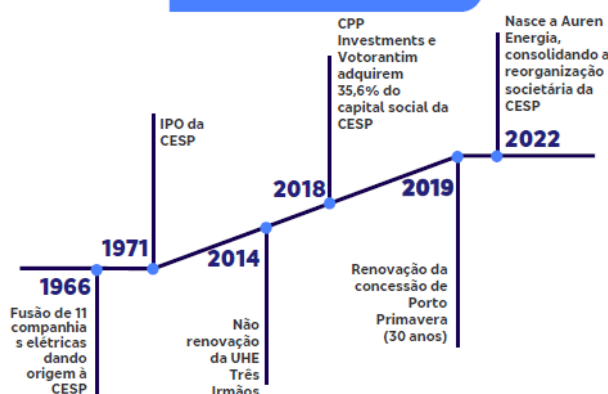 1966
Fusão de 11
companhia
s elétricas
dando
origem à
CESP
1971
IPO da
CESP
2014
Não
renovação
da UHE
Três
Irmãos
2018
CPP
Investments e
Votorantim
adquirem
35,6% do
capital social da
CESP
2019
Renovação da
concessão de
Porto
Primavera
(30 anos)
2022
Nasce a Auren
Energia,
consolidando a
reorganização
societária da
CESP